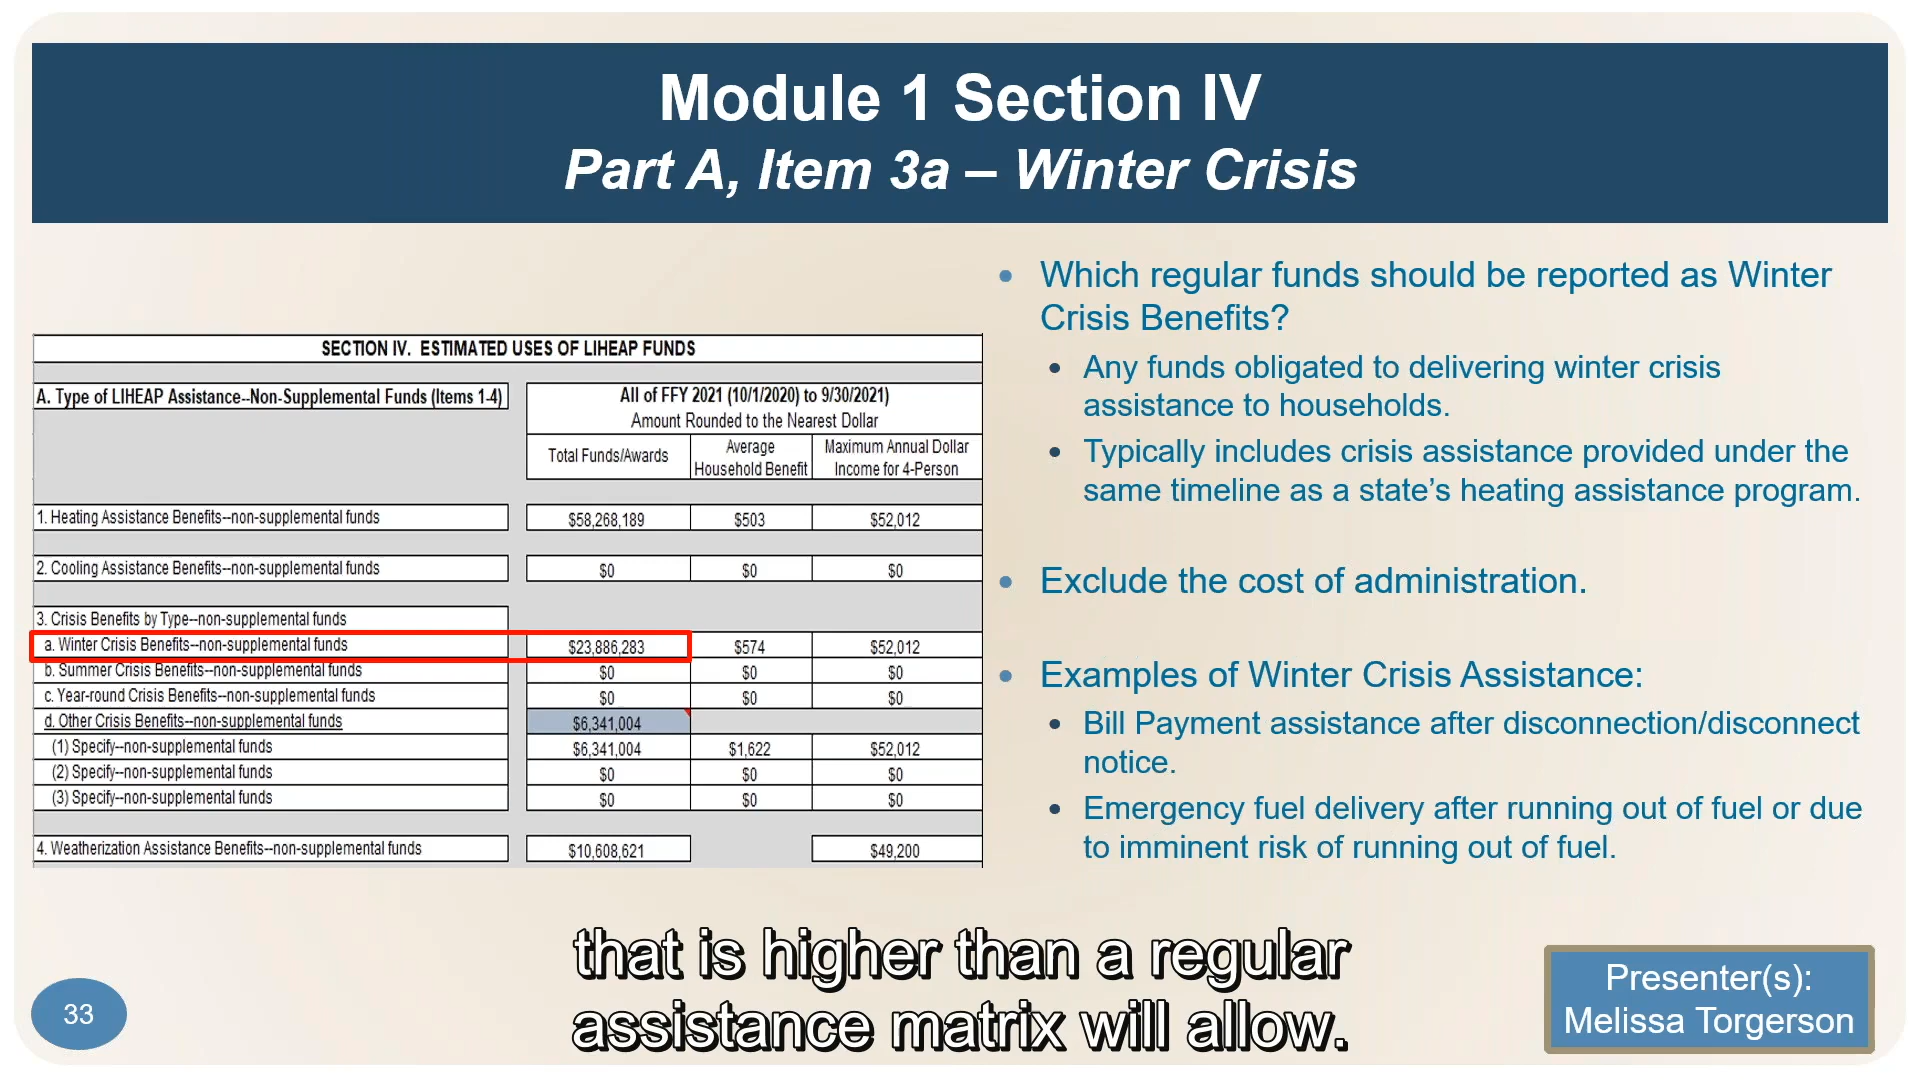 Module 1 Section IV
Part A, Item 3a – Winter Crisis
SECTION IV. ESTIMATED USES OF LIHEAP FUNDS
A. Type of LIHEAP Assistance--Non-Supplemental Funds (Items 1-4)
All of FFY 2021 (10/1/2020) to 9/30/2021)
Amount Rounded to the Nearest Dollar
Total Funds/Awards
Average
Household Benefit
Maximum Annual Dollar
Income for 4-Person
1. Heating Assistance Benefits--non-supplemental funds $58,268,189 $503 $52,012
2. Cooling Assistance Benefits--non-supplemental funds $0 $0 $0
3. Crisis Benefits by Type--non-supplemental funds
a. Winter Crisis Benefits--non-supplemental funds $23,886,283 $574 $52,012
b. Summer Crisis Benefits--non-supplemental funds $0 $0 $0
c. Year-round Crisis Benefits--non-supplemental funds $0 $0 $0
d. Other Crisis Benefits--non-supplemental funds $6,341,004
(1) Specify--non-supplemental funds $6,341,004 $1,622 $52,012
(2) Specify--non-supplemental funds $0 $0 $0
(3) Specify--non-supplemental funds $0 $0 $0
4. Weatherization Assistance Benefits--non-supplemental funds $10,608,621 $49,200
• Which regular funds should be reported as Winter
Crisis Benefits?
• Any funds obligated to delivering winter crisis
assistance to households.
• Typically includes crisis assistance provided under the
same timeline as a state’s heating assistance program.
• Exclude the cost of administration.
• Examples of Winter Crisis Assistance:
• Bill Payment assistance after disconnection/disconnect
notice.
• Emergency fuel delivery after running out of fuel or due
to imminent risk of running out of fuel.
that is higher than a regular
assistance matrix will allow.
33
Presenter(s):
Melissa Torgerson